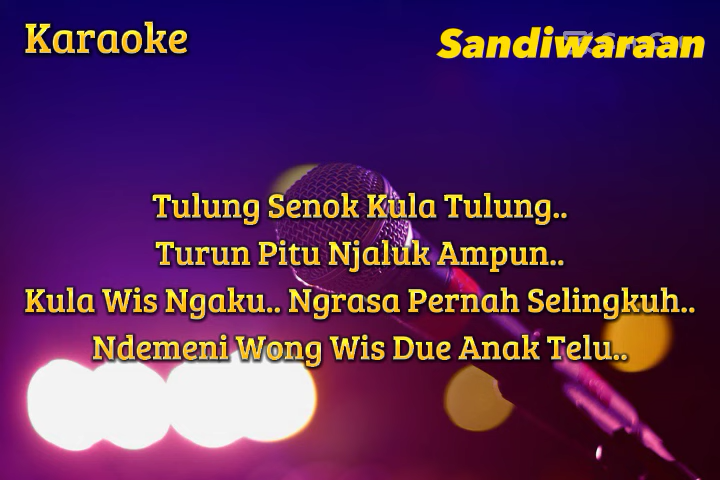 Karaoke
Sandiwaraan
Tulung Senok Kula Tulung..
Turun Pitu Njaluk Ampun..
Kula Wis Ngaku.. Ngrasa Pernah Selingkuh..
Ndemeni Wong Wis Due Anak Telu..